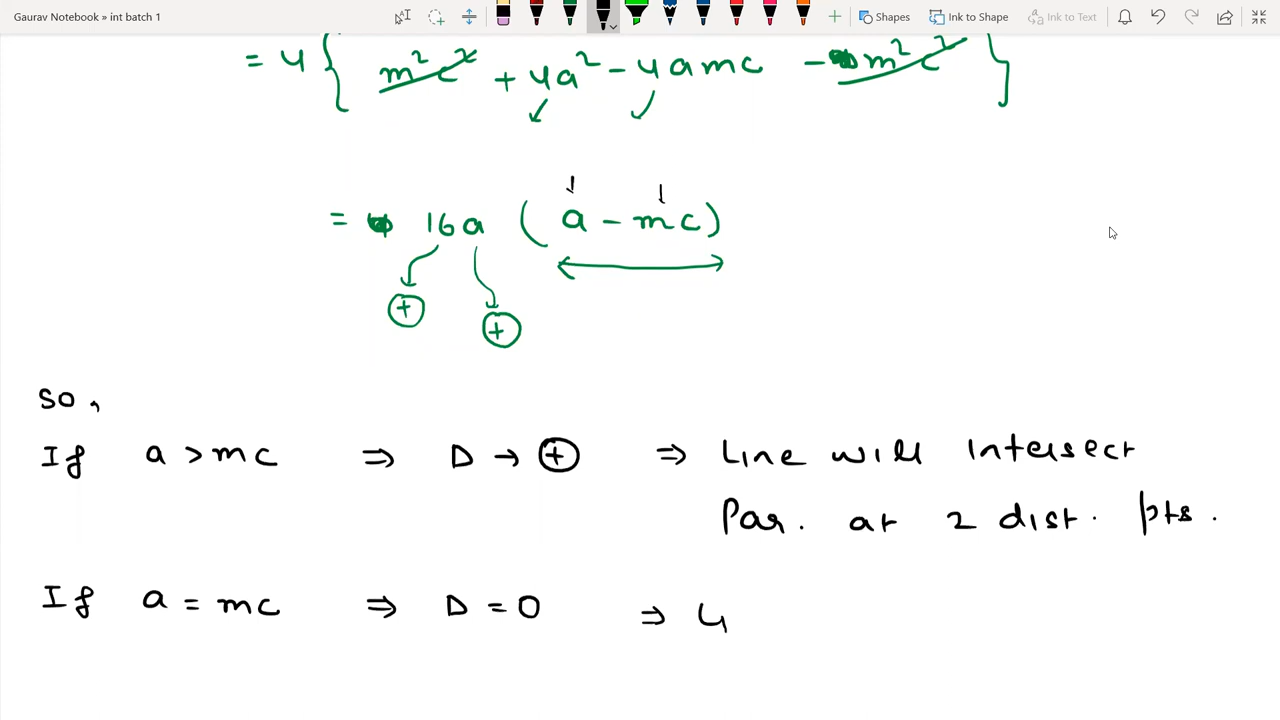 Gaurav Notebook » int batch 1
Shapes Ink to Shape Ink to Text
= 4 { m²c² + 4a² - 4amc - m²c² }
= 16a ( a - mc )
+ +
So,
If a > mc ⇒ D → + ⇒ Line will intersect
Par. at 2 dist. pts.
If a = mc ⇒ D = 0 ⇒